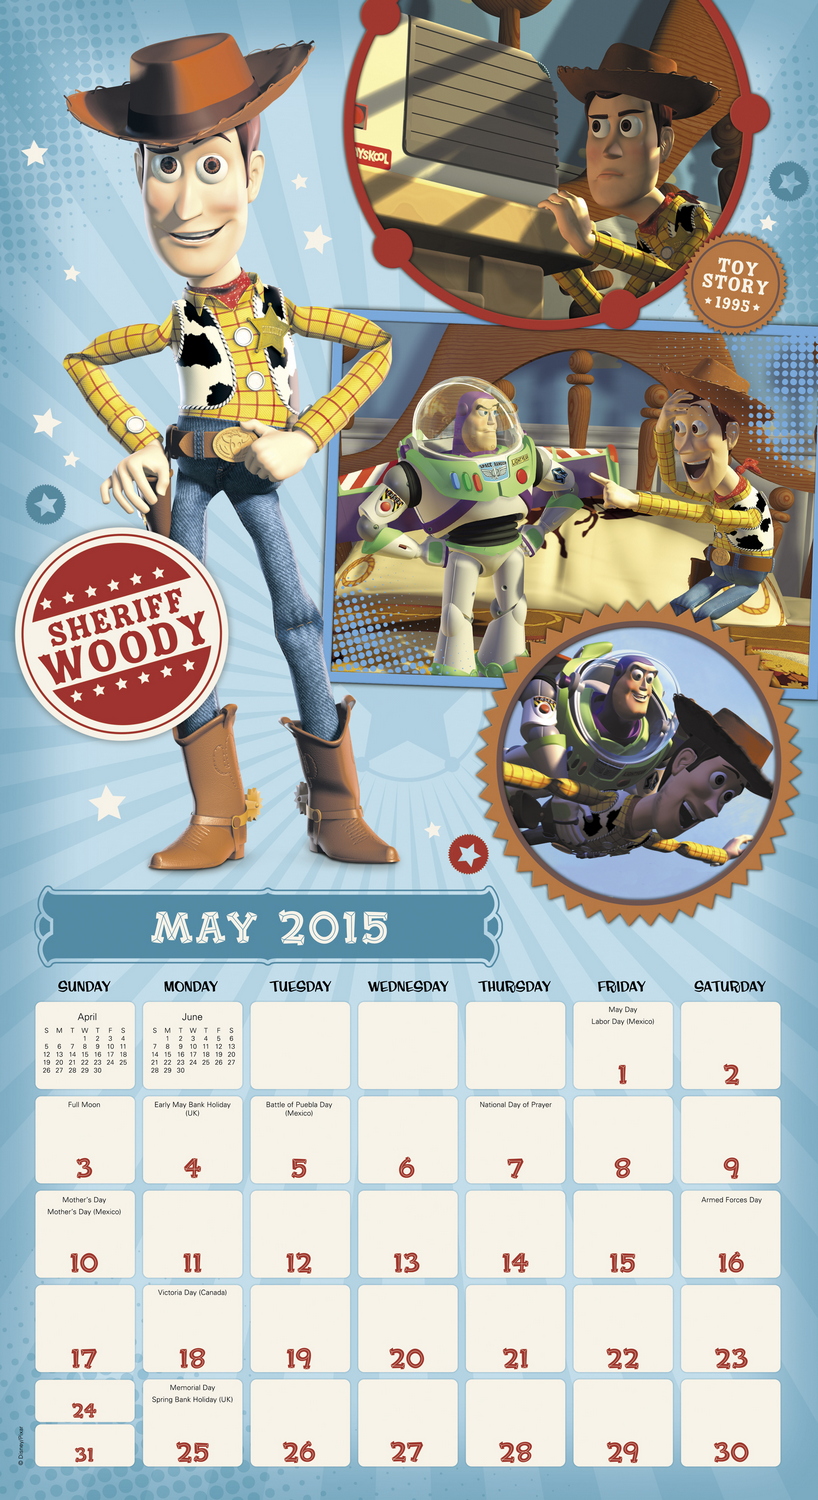 YSKOOL
TOY
STORY
1995
SHERIFF
WOODY
MAY 2015
SUNDAY MONDAY TUESDAY WEDNESDAY THURSDAY FRIDAY SATURDAY
April
S M T W T F S
1 2 3 4
5 6 7 8 9 10 11
12 13 14 15 16 17 18
19 20 21 22 23 24 25
26 27 28 29 30
June
S M T W T F S
1 2 3 4 5 6
7 8 9 10 11 12 13
14 15 16 17 18 19 20
21 22 23 24 25 26 27
28 29 30
May Day
Labor Day (Mexico)
1 2
Full Moon
Early May Bank Holiday
(UK)
Battle of Puebla Day
(Mexico)
National Day of Prayer
3 4 5 6 7 8 9
Mother's Day
Mother's Day (Mexico)
Armed Forces Day
10 11 12 13 14 15 16
Victoria Day (Canada)
17 18 19 20 21 22 23
Memorial Day
Spring Bank Holiday (UK)
24 25 26 27 28 29 30
31
© Disney/Pixar